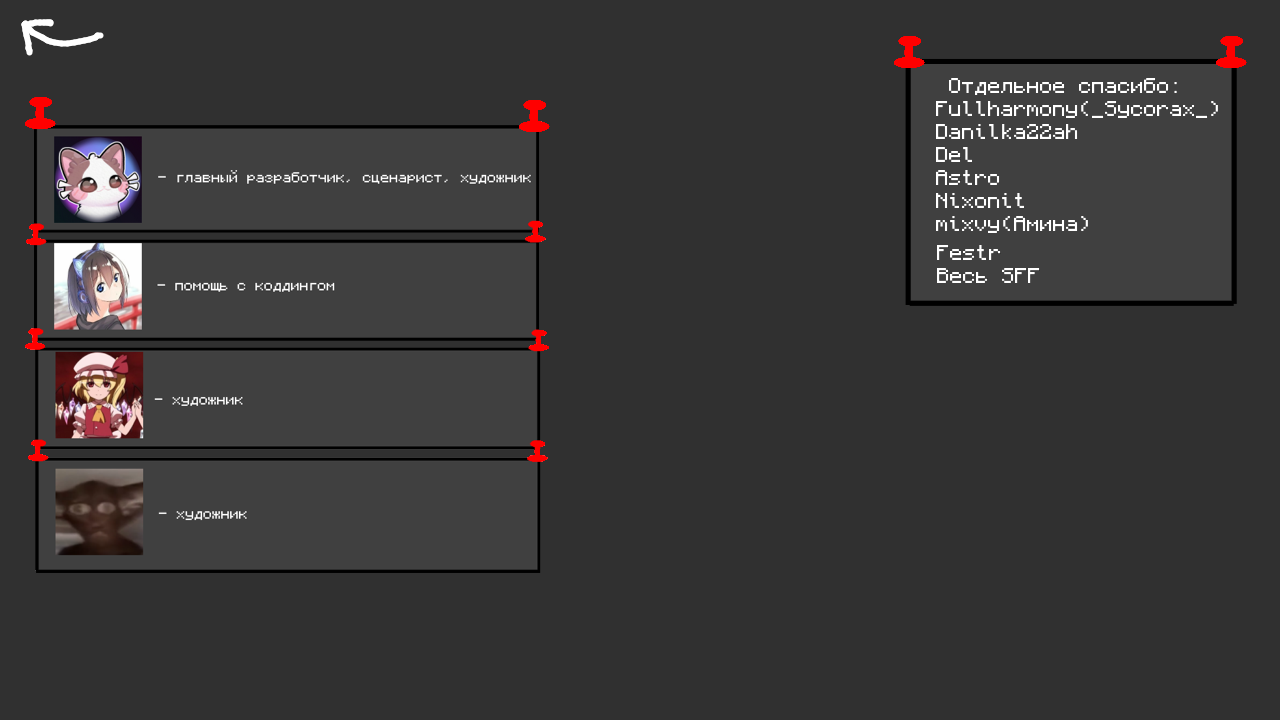 - главный разработчик, сценарист, художник
- помощь с коддингом
- художник
- художник
Отдельное спасибо:
Fullharmony(_Sycorax_)
Danilka22ah
Del
Astro
Nixonit
mixvy(Амина)
Festr
Весь SFF